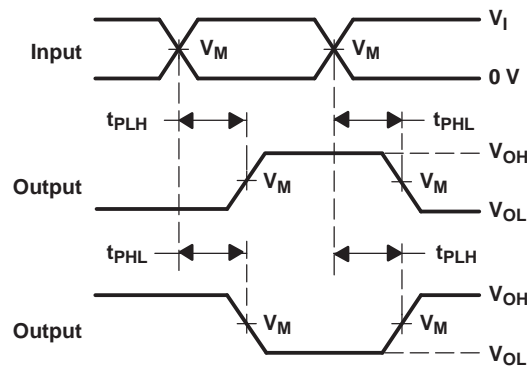 V_I
Input
V_M
V_M
0 V
t_PLH
t_PHL
V_OH
Output
V_M
V_M
V_OL
t_PHL
t_PLH
V_OH
Output
V_M
V_M
V_OL